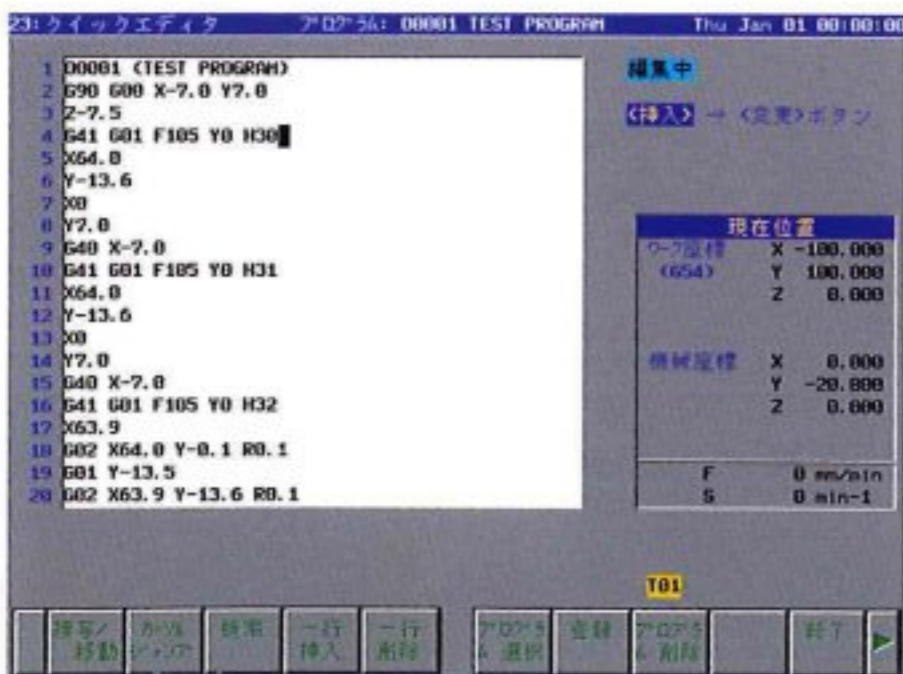 23:クイックエディタ プログラム: O0001 TEST PROGRAM Thu Jan 01 00:00:00
編集中
<挿入> → <変更>ボタン
1 O0001 (TEST PROGRAM)
2 G90 G00 X-7.0 Y7.0
3 Z-7.5
4 G41 G01 F105 Y0 H30
5 X64.0
6 Y-13.6
7 X0
8 Y7.0
9 G40 X-7.0
10 G41 G01 F105 Y0 H31
11 X64.0
12 Y-13.6
13 X0
14 Y7.0
15 G40 X-7.0
16 G41 G01 F105 Y0 H32
17 X63.9
18 G02 X64.0 Y-0.1 R0.1
19 G01 Y-13.5
20 G02 X63.9 Y-13.6 R0.1
現在位置
ワーク座標 X -100.000
(G54) Y 100.000
Z 0.000
機械座標 X 0.000
Y -20.000
Z 0.000
F 0 mm/min
S 0 min-1
T01
複写/移動
カーソルジャンプ
検索
一行挿入
一行削除
プログラム 選択
登録
プログラム 削除
終了